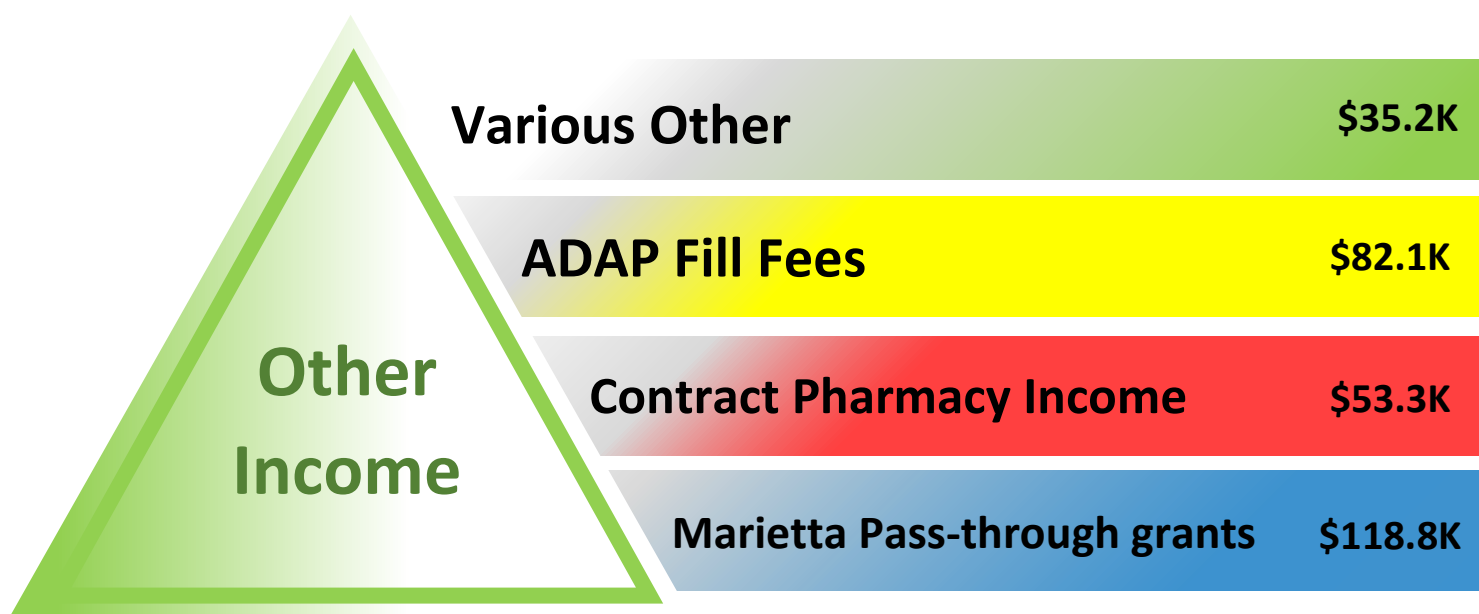 Various Other $35.2K
ADAP Fill Fees $82.1K
Contract Pharmacy Income $53.3K
Marietta Pass-through grants $118.8K
Other
Income